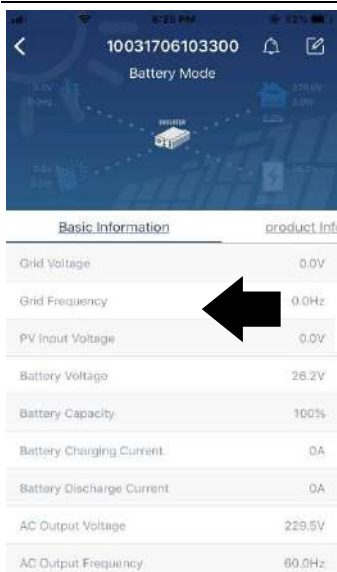 10031706103300
Battery Mode
Basic Information
product Inf
Grid Voltage 0.0V
Grid Frequency 0.0Hz
PV Input Voltage 0.0V
Battery Voltage 26.2V
Battery Capacity 100%
Battery Charging Current 0A
Battery Discharge Current 0A
AC Output Voltage 229.5V
AC Output Frequency 60.0Hz